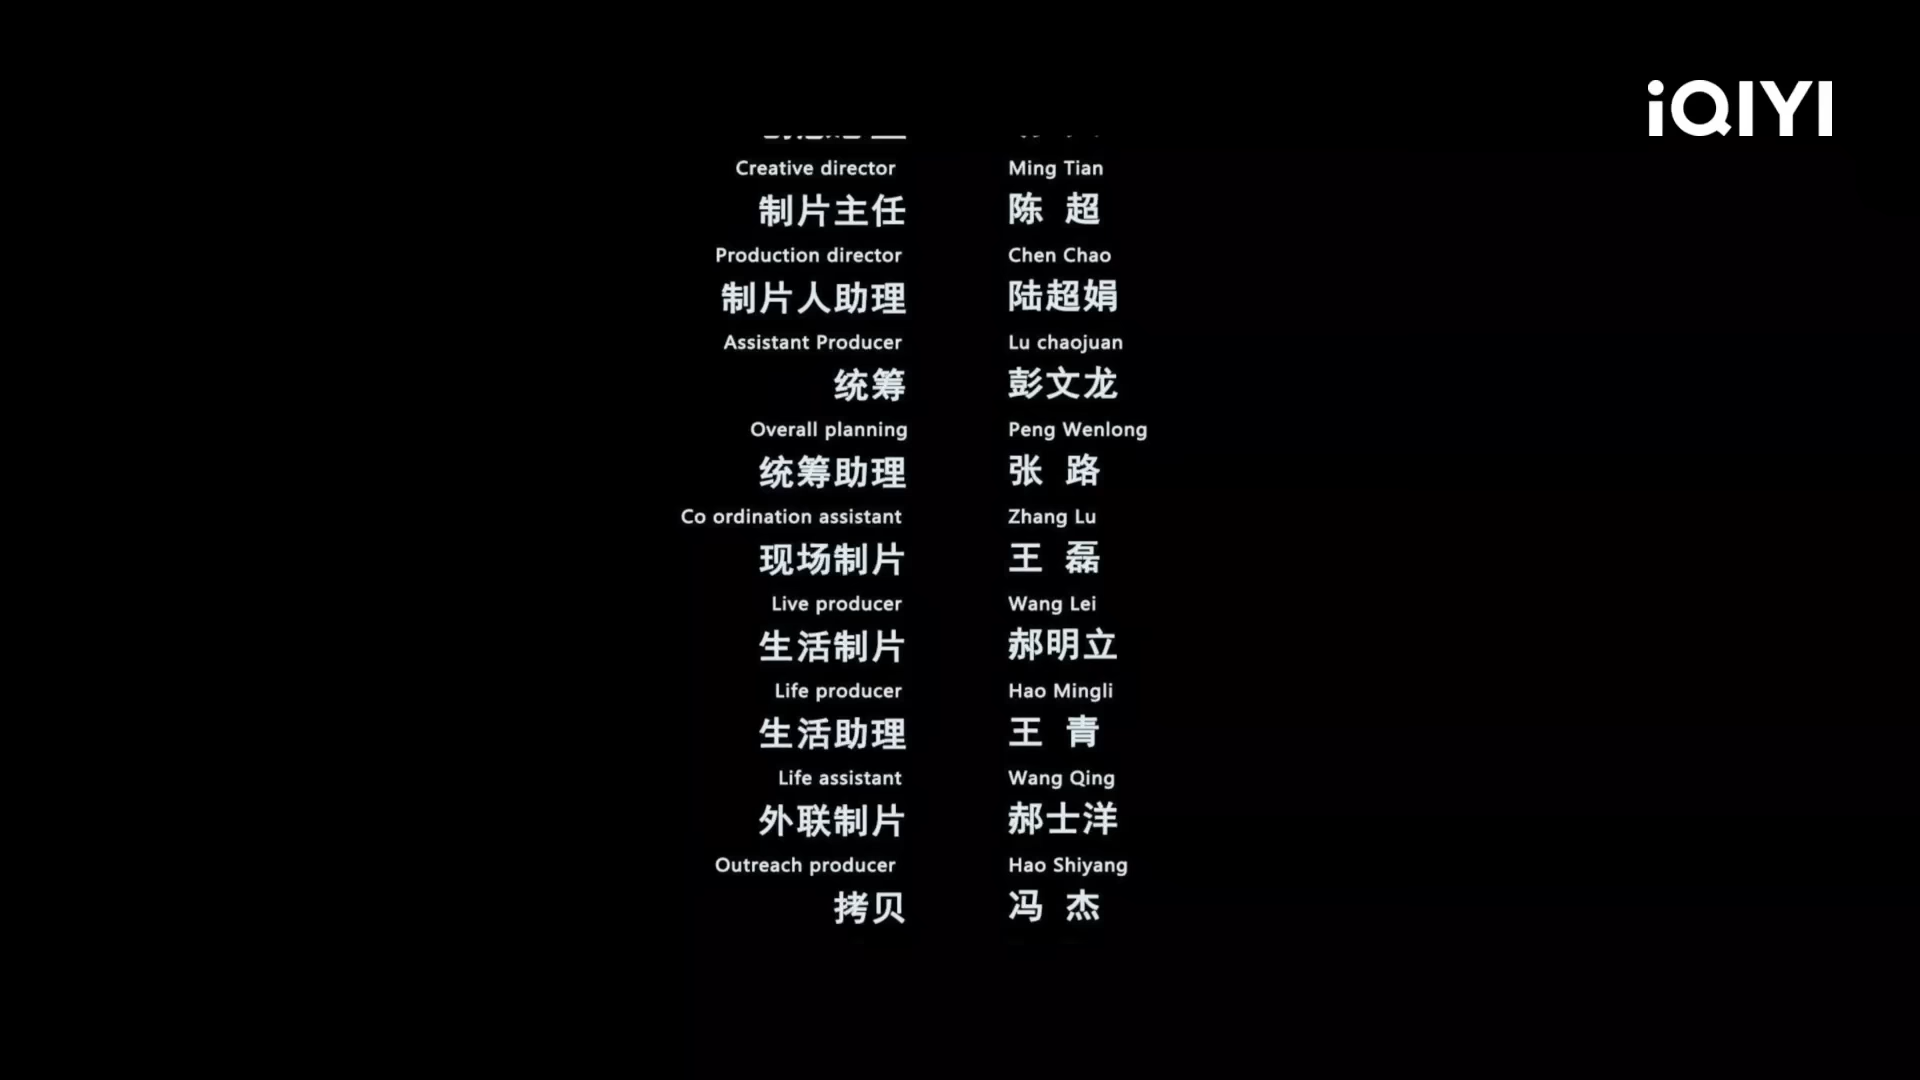 iQIYI
Creative director Ming Tian
制片主任 陈 超
Production director Chen Chao
制片人助理 陆超娟
Assistant Producer Lu chaojuan
统筹 彭文龙
Overall planning Peng Wenlong
统筹助理 张 路
Co ordination assistant Zhang Lu
现场制片 王 磊
Live producer Wang Lei
生活制片 郝明立
Life producer Hao Mingli
生活助理 王 青
Life assistant Wang Qing
外联制片 郝士洋
Outreach producer Hao Shiyang
拷贝 冯 杰